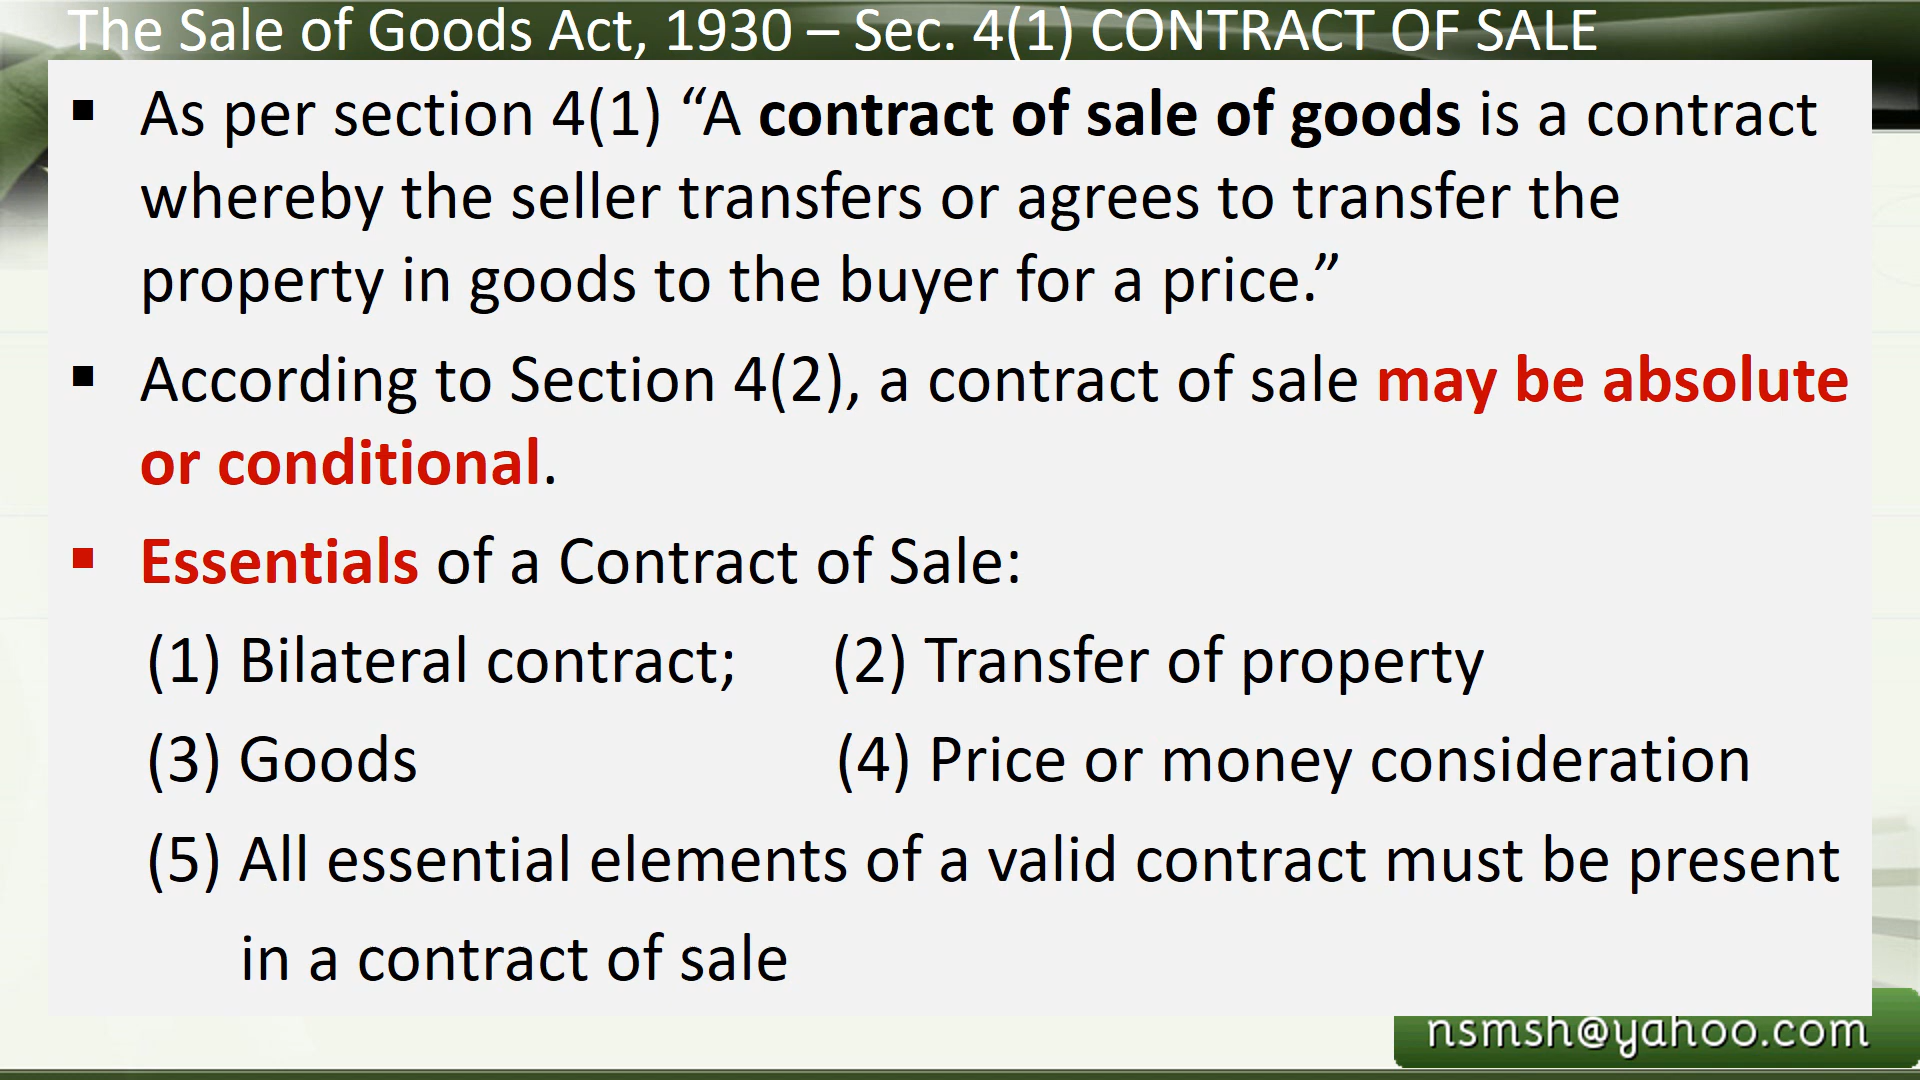 The Sale of Goods Act, 1930 – Sec. 4(1) CONTRACT OF SALE
▪ As per section 4(1) “A contract of sale of goods is a contract
whereby the seller transfers or agrees to transfer the
property in goods to the buyer for a price.”
▪ According to Section 4(2), a contract of sale may be absolute
or conditional.
▪ Essentials of a Contract of Sale:
(1) Bilateral contract; (2) Transfer of property
(3) Goods (4) Price or money consideration
(5) All essential elements of a valid contract must be present
in a contract of sale
nsmsh@yahoo.com